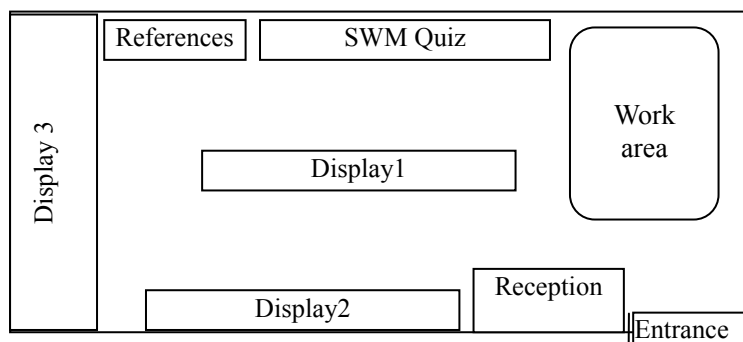 References
SWM Quiz
Work
area
Display 3
Display1
Reception
Display2
Entrance